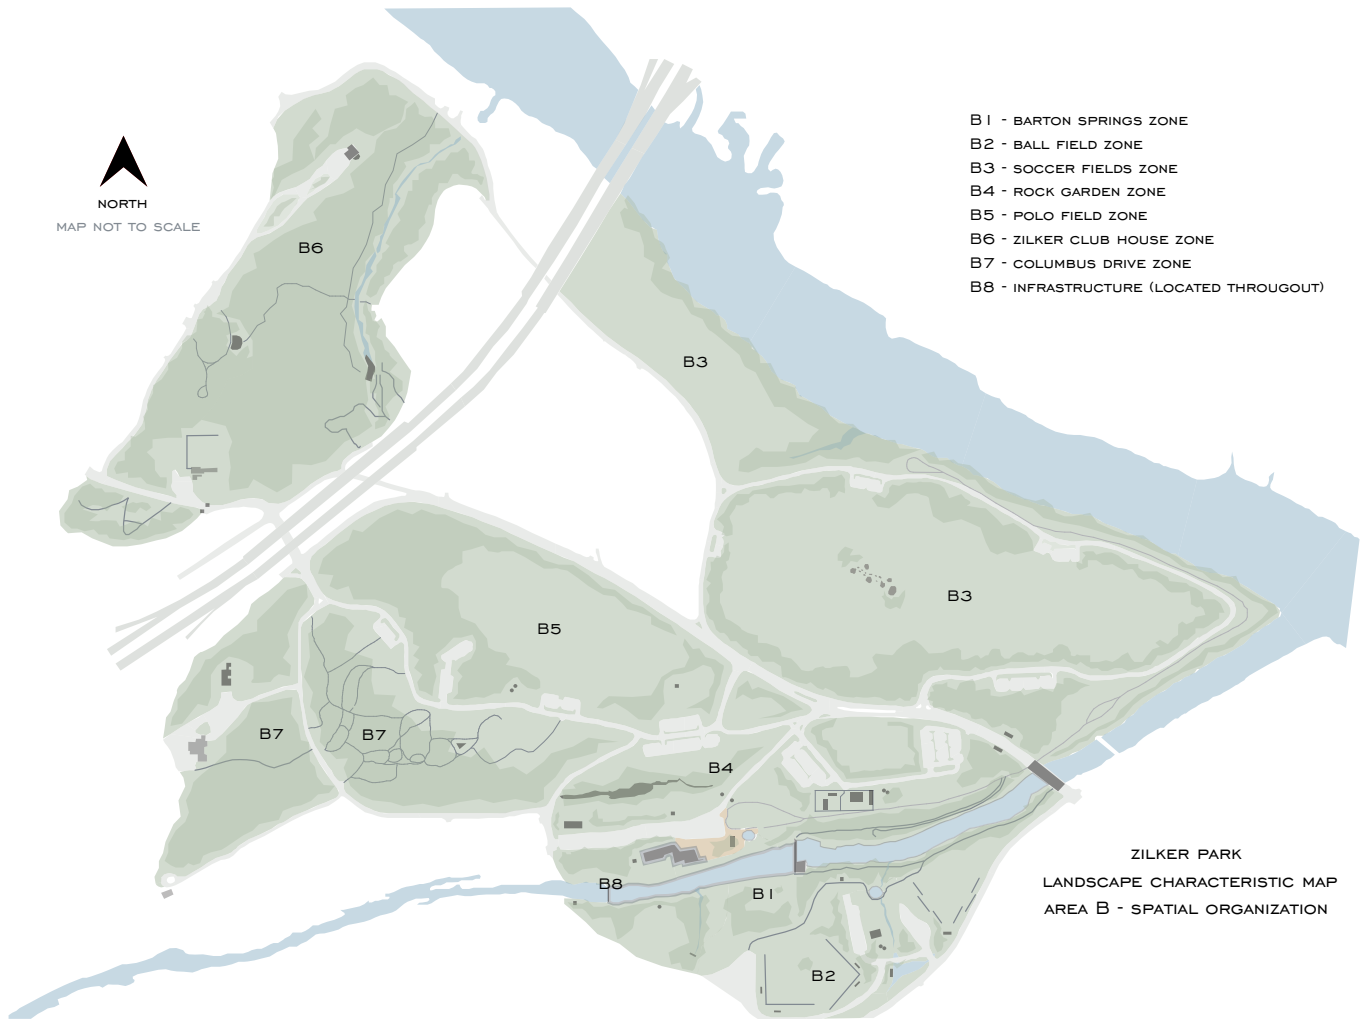 B1 - BARTON SPRINGS ZONE
B2 - BALL FIELD ZONE
B3 - SOCCER FIELDS ZONE
B4 - ROCK GARDEN ZONE
B5 - POLO FIELD ZONE
B6 - ZILKER CLUB HOUSE ZONE
B7 - COLUMBUS DRIVE ZONE
B8 - INFRASTRUCTURE (LOCATED THROUGOUT)
NORTH
MAP NOT TO SCALE
B6
B3
B3
B5
B7
B7
B4
B8
B1
B2
ZILKER PARK
LANDSCAPE CHARACTERISTIC MAP
AREA B - SPATIAL ORGANIZATION